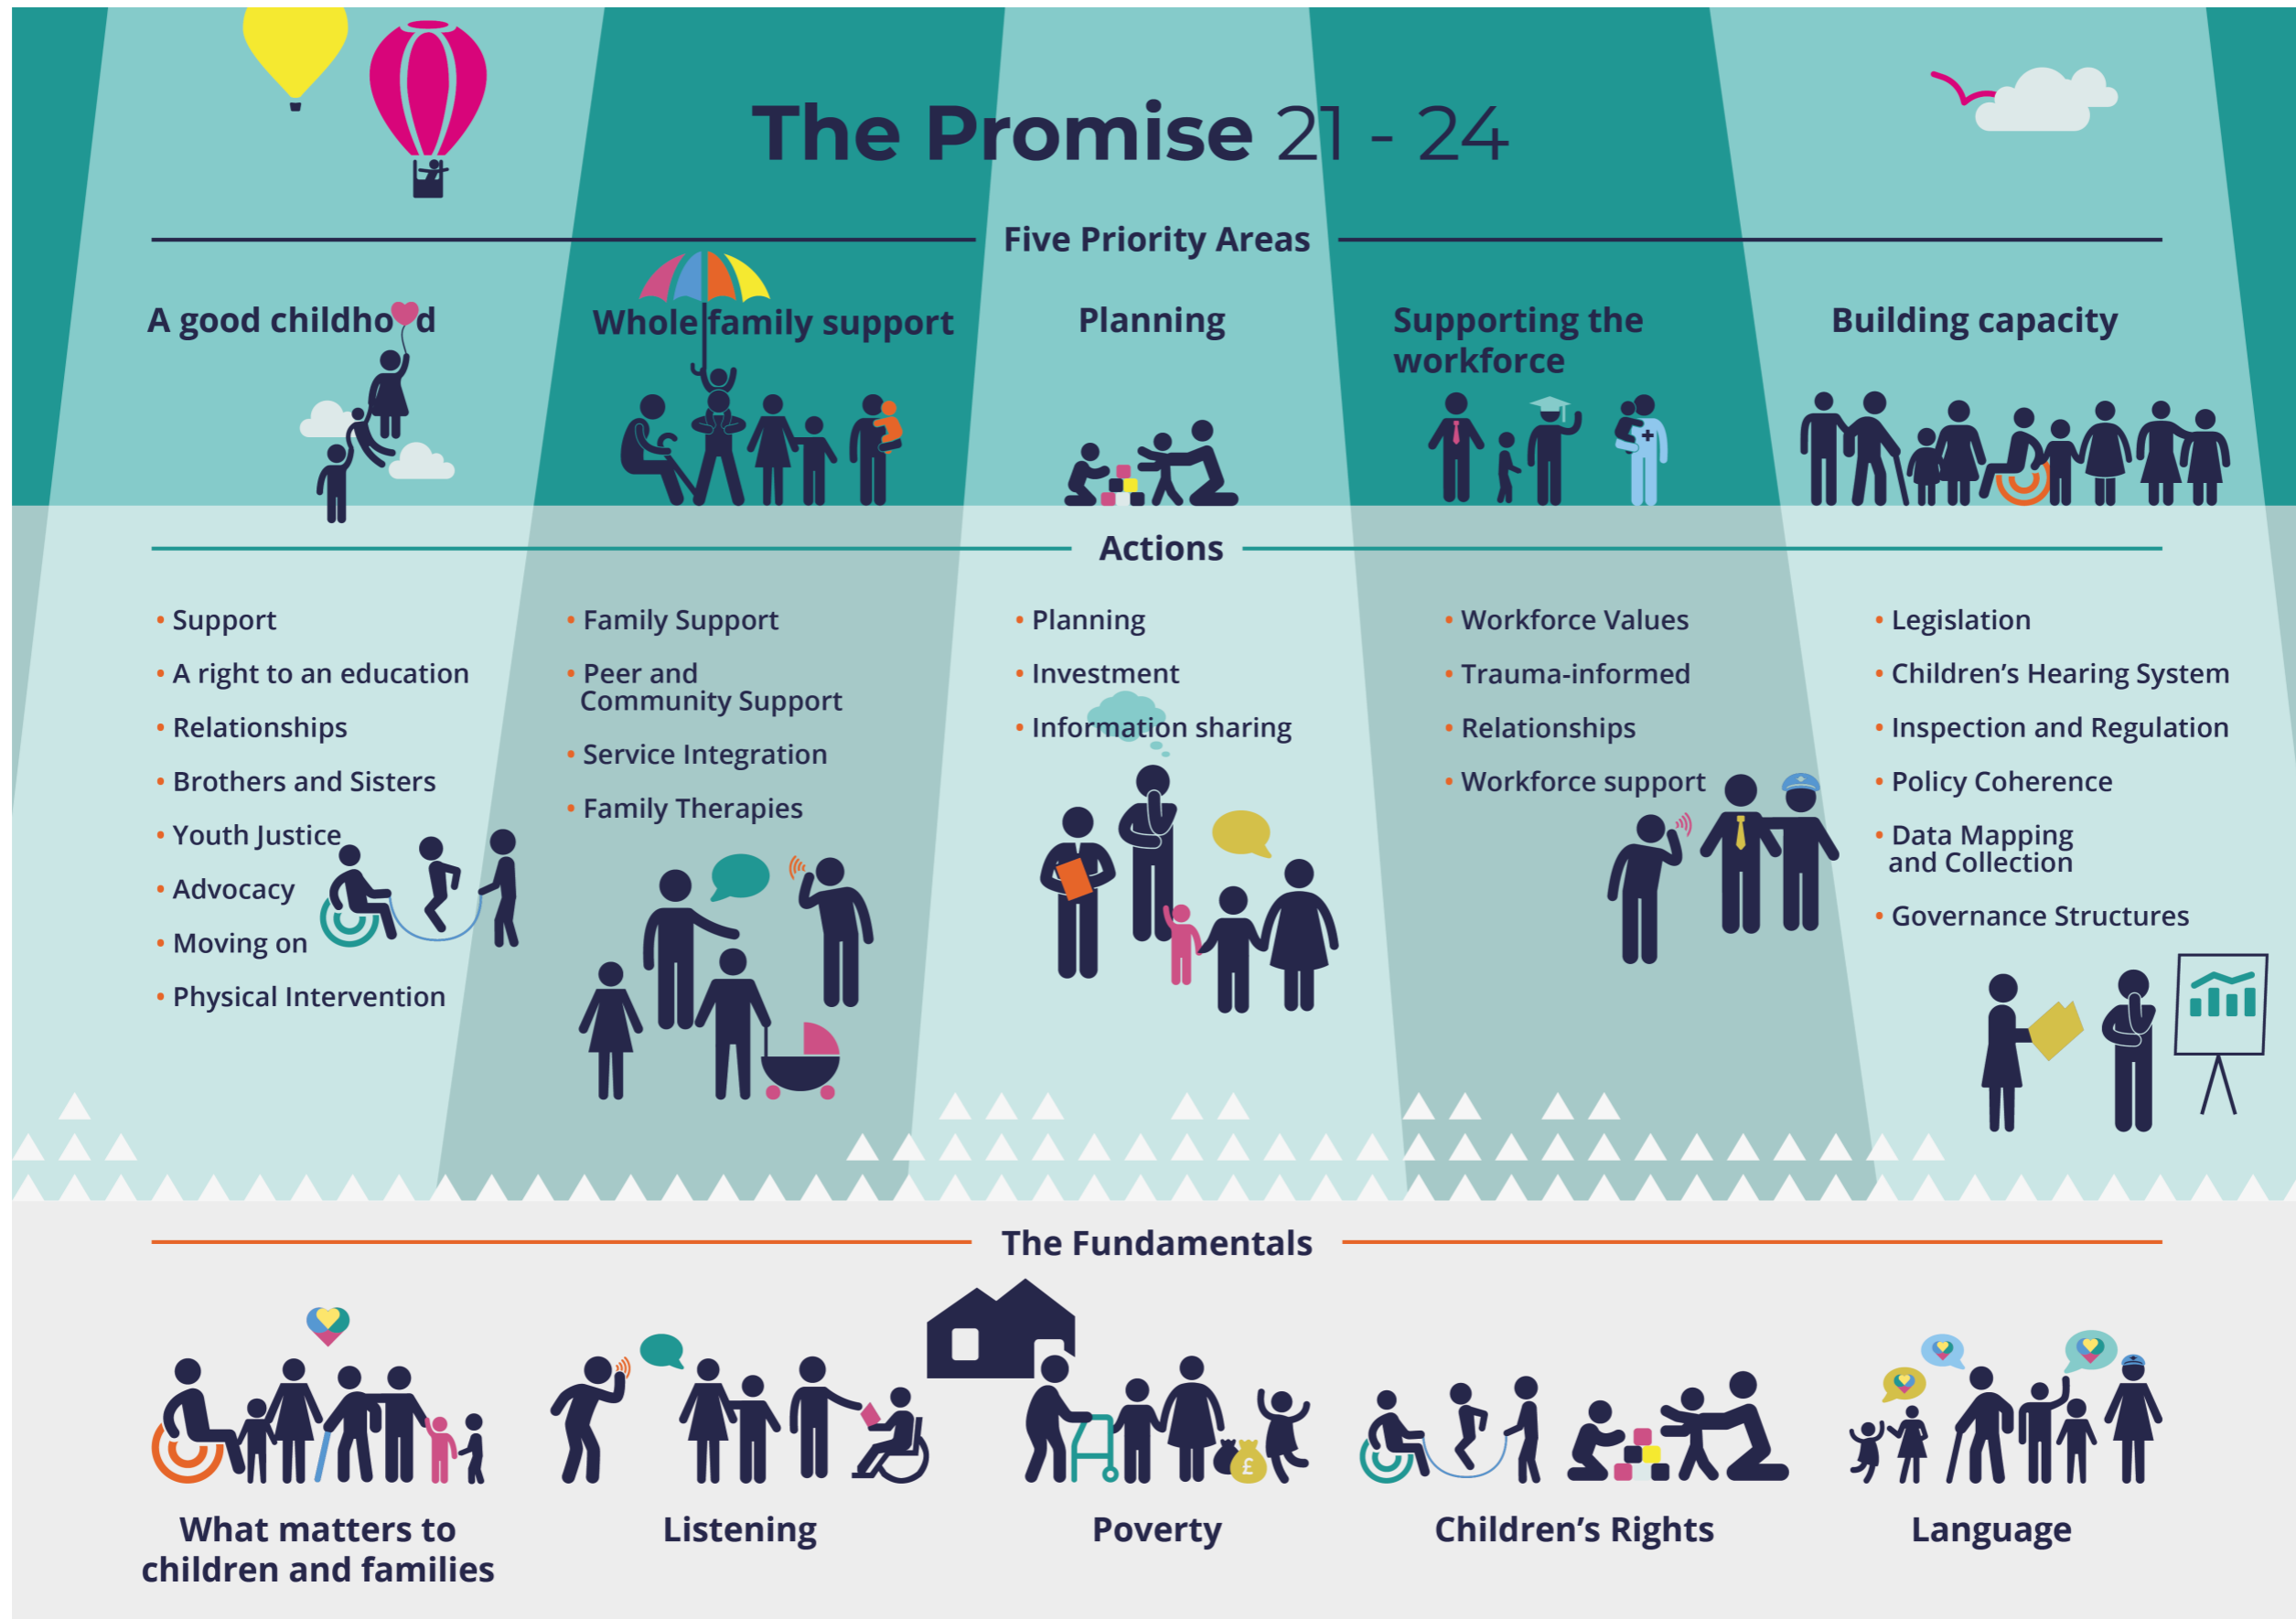 The Promise 21 - 24
Five Priority Areas
A good childhood
Whole family support
Planning
Supporting the
workforce
Building capacity
Actions
• Support
• A right to an education
• Relationships
• Brothers and Sisters
• Youth Justice
• Advocacy
• Moving on
• Physical Intervention
• Family Support
• Peer and
Community Support
• Service Integration
• Family Therapies
• Planning
• Investment
• Information sharing
• Workforce Values
• Trauma-informed
• Relationships
• Workforce support
• Legislation
• Children’s Hearing System
• Inspection and Regulation
• Policy Coherence
• Data Mapping
and Collection
• Governance Structures
The Fundamentals
£
What matters to
children and families
Listening
Poverty
Children’s Rights
Language